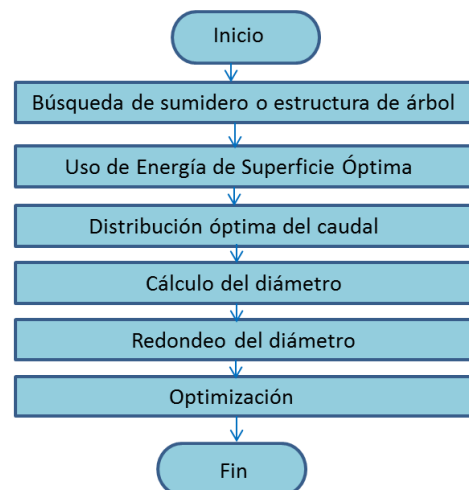 Inicio
Búsqueda de sumidero o estructura de árbol
Uso de Energía de Superficie Óptima
Distribución óptima del caudal
Cálculo del diámetro
Redondeo del diámetro
Optimización
Fin